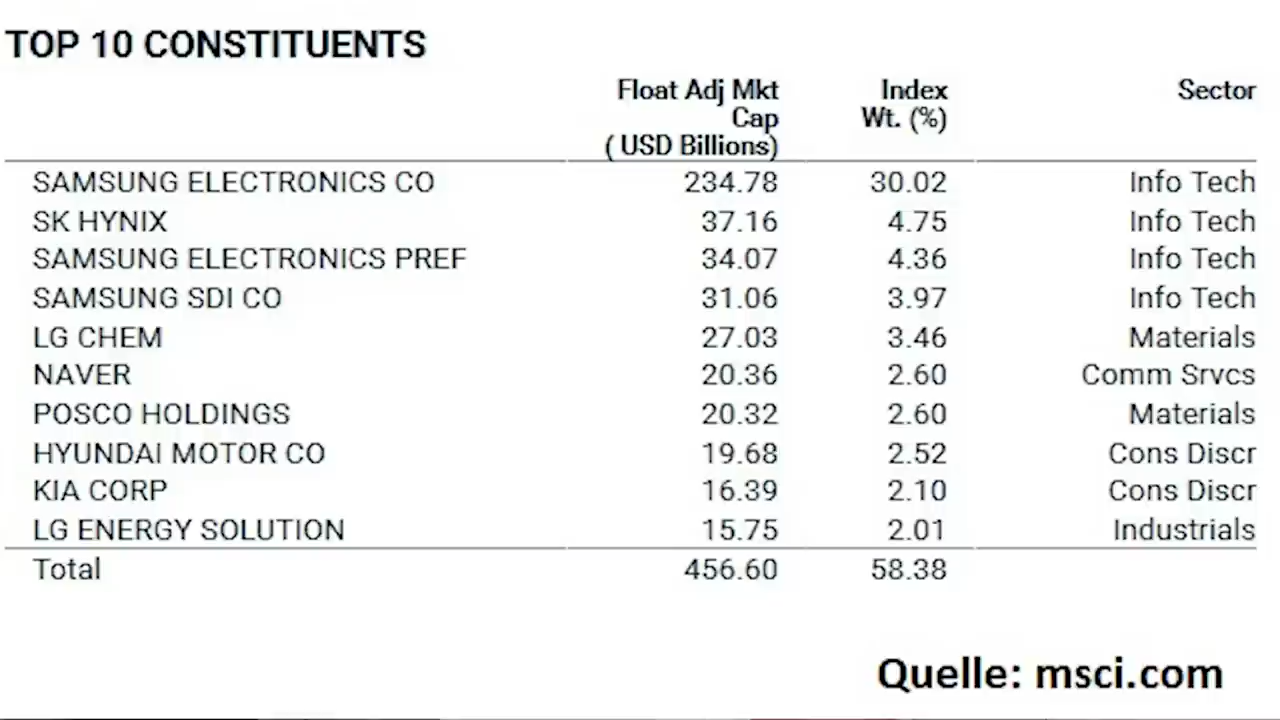 TOP 10 CONSTITUENTS
Float Adj Mkt Index Sector
Cap Wt. (%)
( USD Billions)
SAMSUNG ELECTRONICS CO 234.78 30.02 Info Tech
SK HYNIX 37.16 4.75 Info Tech
SAMSUNG ELECTRONICS PREF 34.07 4.36 Info Tech
SAMSUNG SDI CO 31.06 3.97 Info Tech
LG CHEM 27.03 3.46 Materials
NAVER 20.36 2.60 Comm Srvcs
POSCO HOLDINGS 20.32 2.60 Materials
HYUNDAI MOTOR CO 19.68 2.52 Cons Discr
KIA CORP 16.39 2.10 Cons Discr
LG ENERGY SOLUTION 15.75 2.01 Industrials
Total 456.60 58.38
Quelle: msci.com